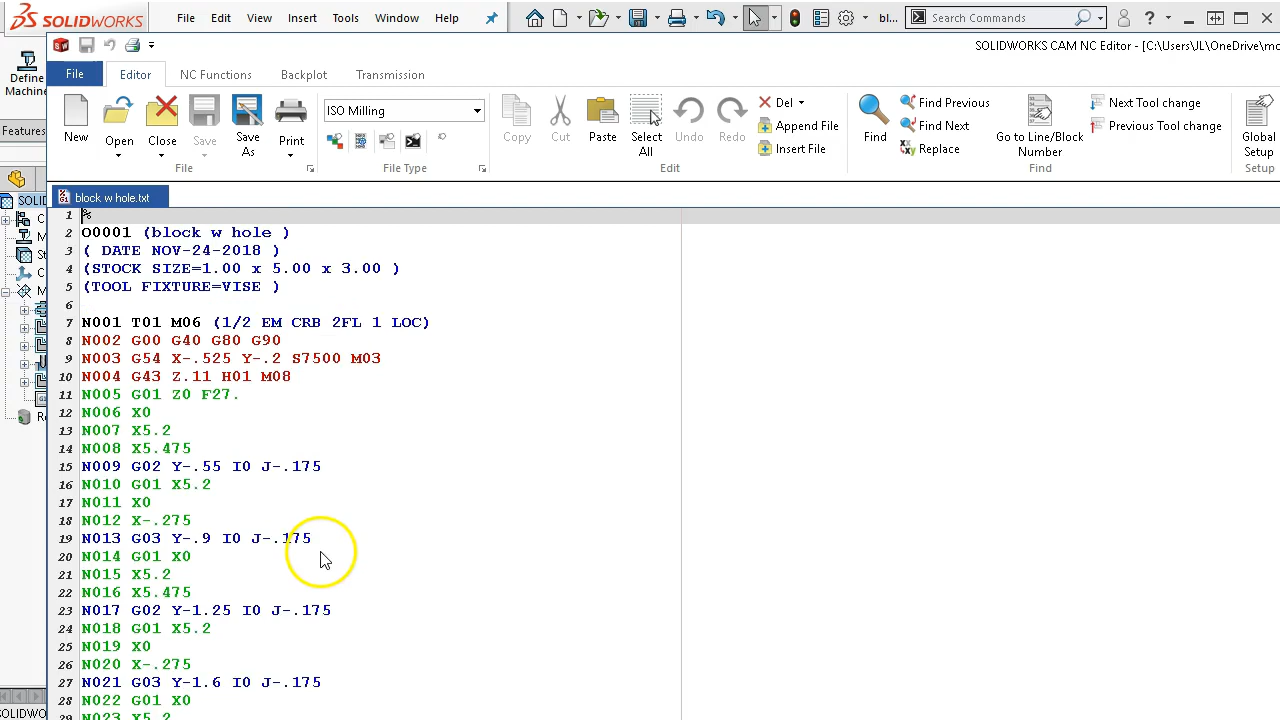 SOLIDWORKS
File Edit View Insert Tools Window Help
bl...
Search Commands
SOLIDWORKS CAM NC Editor - [C:\Users\JL\OneDrive\mc
Define
Machine
File Editor NC Functions Backplot Transmission
New
Open
Close
Save
Save
As
Print
File
ISO Milling
File Type
Copy
Cut
Paste
Select
All
Undo
Redo
Del
Append File
Insert File
Edit
Find
Find Previous
Find Next
Replace
Go to Line/Block
Number
Next Tool change
Previous Tool change
Find
Global
Setup
Setup
Features
SOLID
block w hole.txt
1 %
2 O0001 (block w hole )
3 ( DATE NOV-24-2018 )
4 (STOCK SIZE=1.00 x 5.00 x 3.00 )
5 (TOOL FIXTURE=VISE )
6
7 N001 T01 M06 (1/2 EM CRB 2FL 1 LOC)
8 N002 G00 G40 G80 G90
9 N003 G54 X-.525 Y-.2 S7500 M03
10 N004 G43 Z.11 H01 M08
11 N005 G01 Z0 F27.
12 N006 X0
13 N007 X5.2
14 N008 X5.475
15 N009 G02 Y-.55 I0 J-.175
16 N010 G01 X5.2
17 N011 X0
18 N012 X-.275
19 N013 G03 Y-.9 I0 J-.175
20 N014 G01 X0
21 N015 X5.2
22 N016 X5.475
23 N017 G02 Y-1.25 I0 J-.175
24 N018 G01 X5.2
25 N019 X0
26 N020 X-.275
27 N021 G03 Y-1.6 I0 J-.175
28 N022 G01 X0
29 N023 X5.2
SOLIDWO